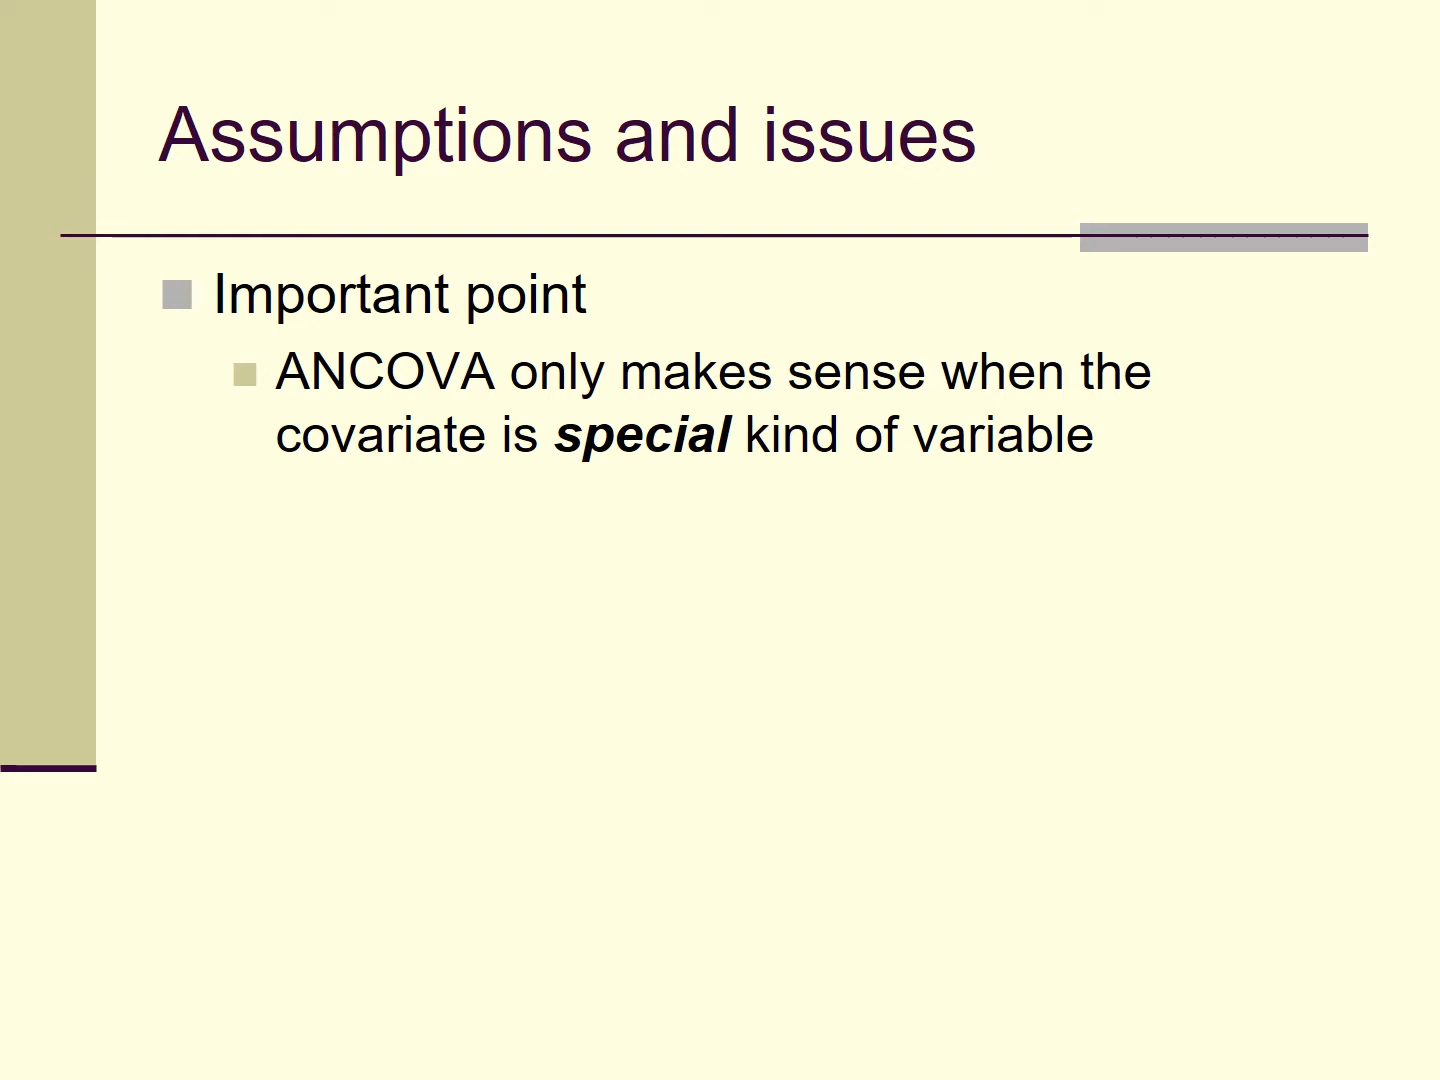 Assumptions and issues
Important point
ANCOVA only makes sense when the
covariate is special kind of variable